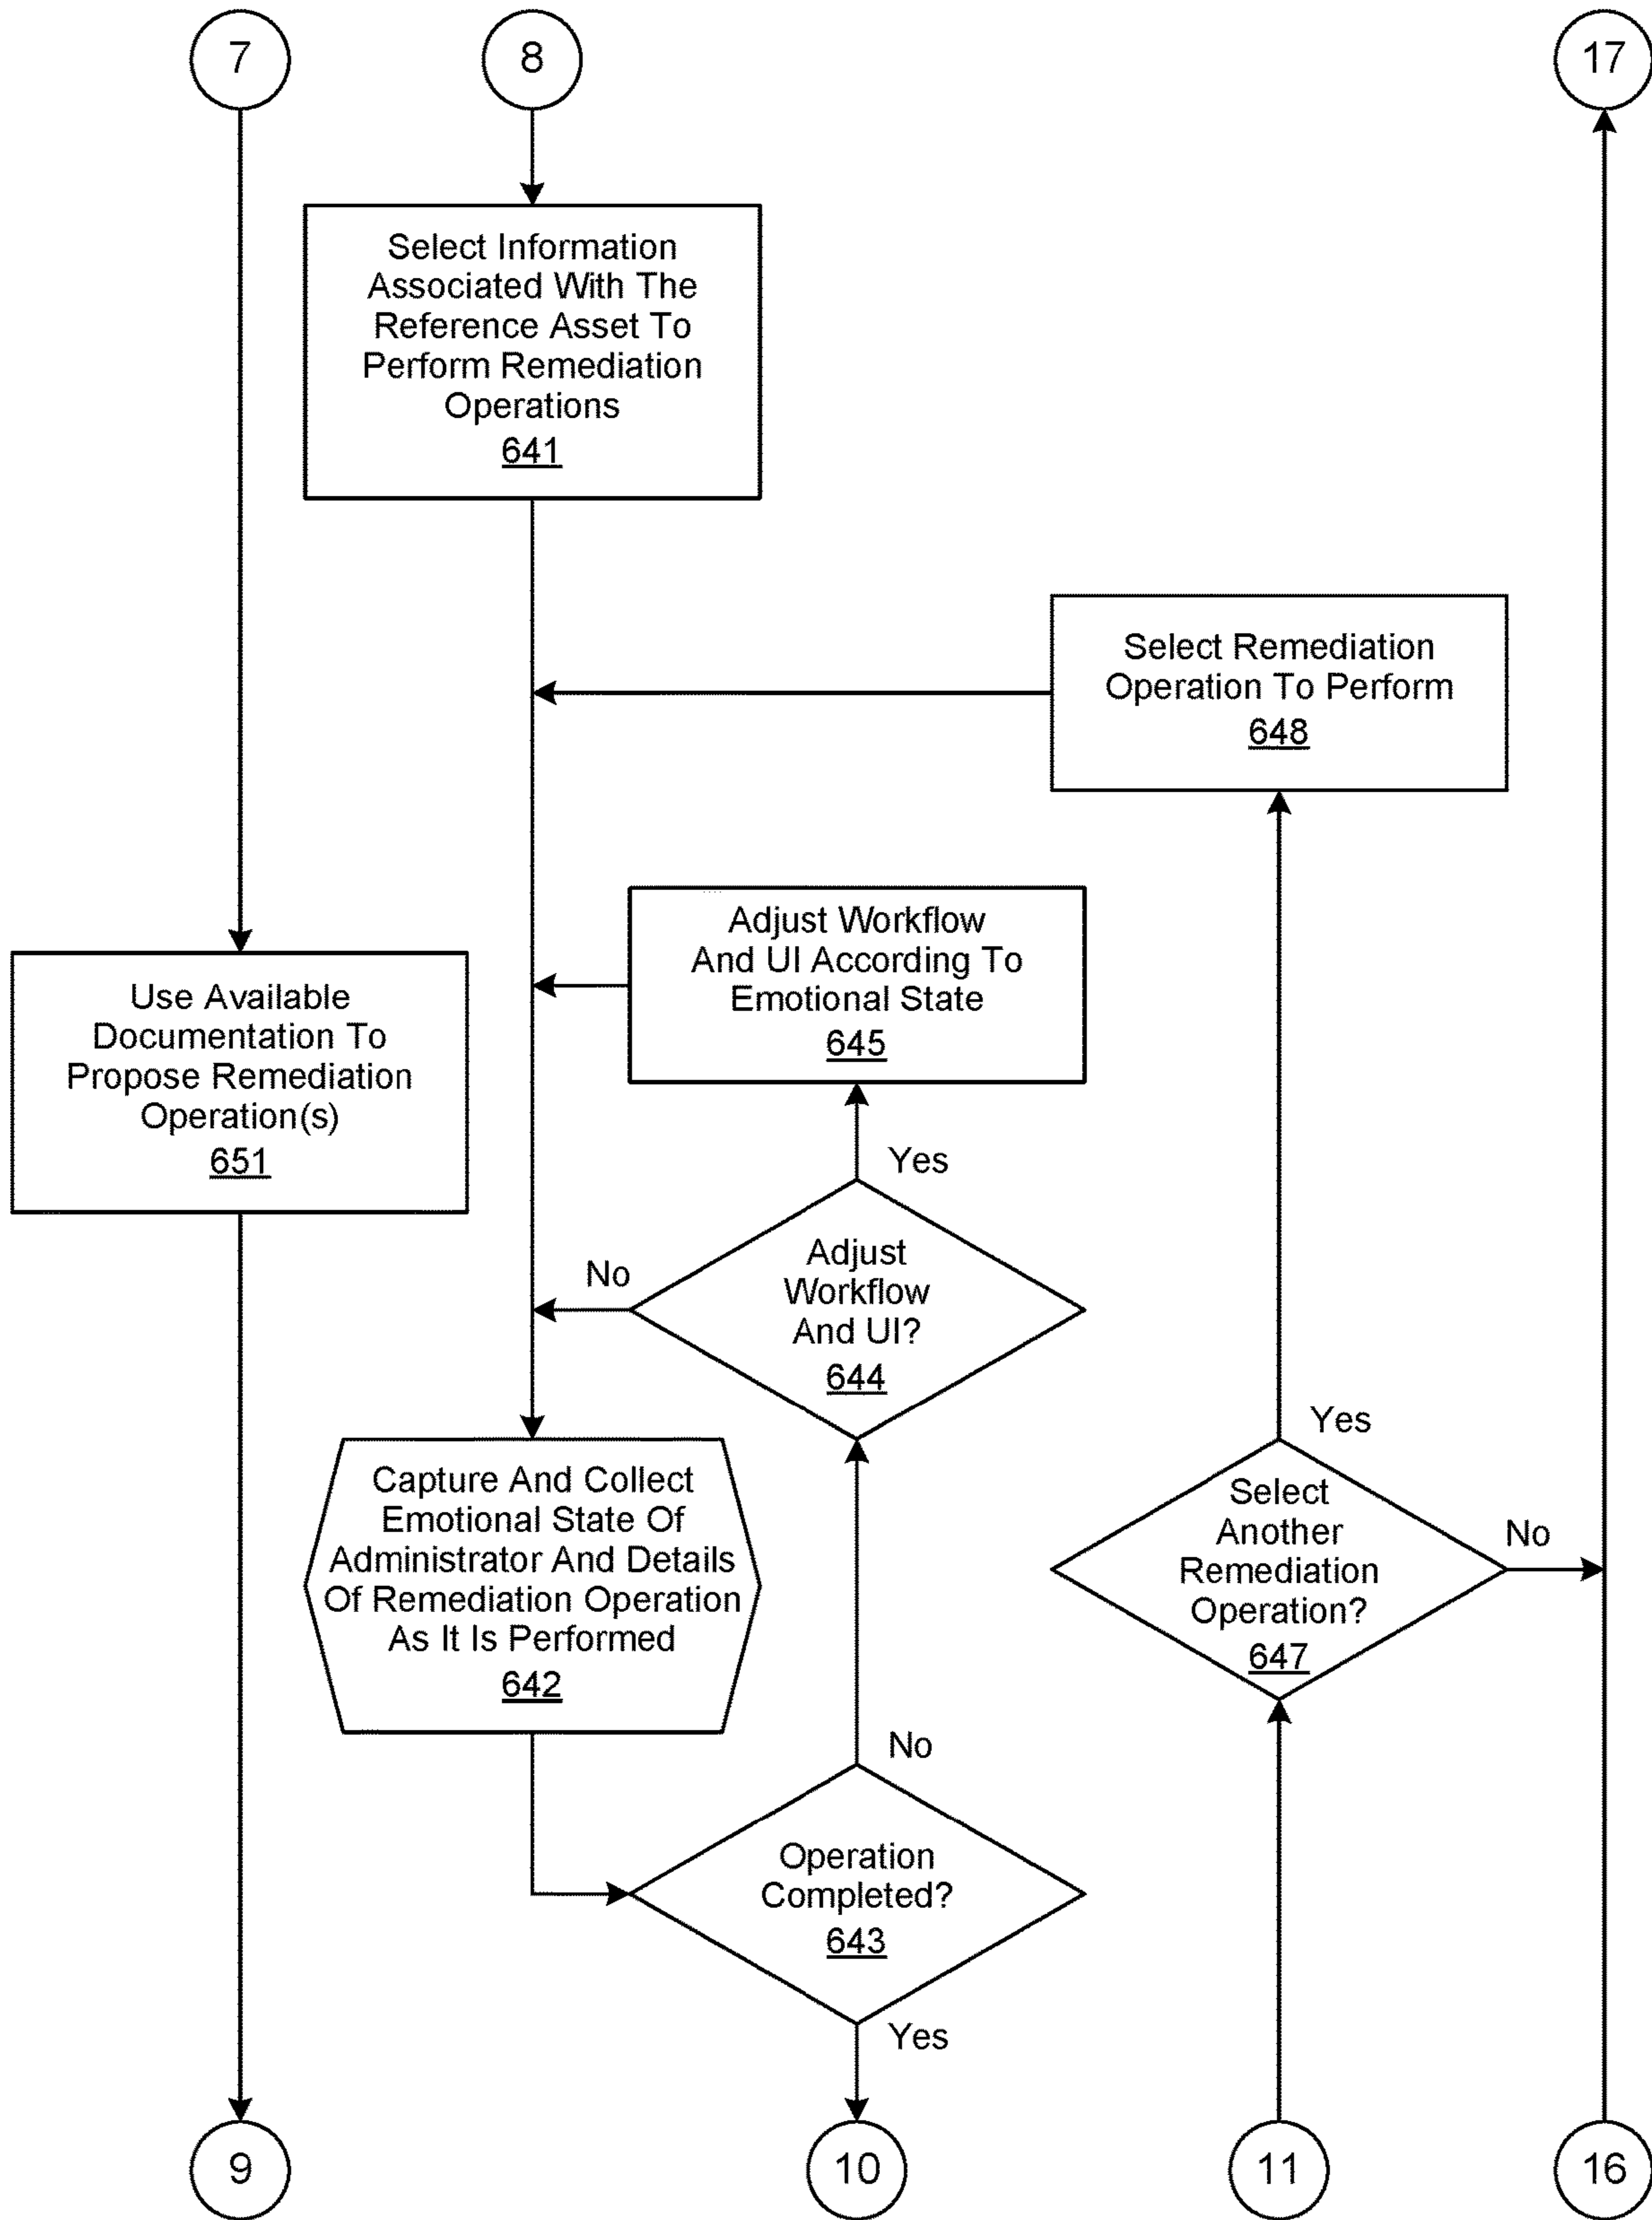 7
8
17
Select Information
Associated With The
Reference Asset To
Perform Remediation
Operations
641
Select Remediation
Operation To Perform
648
Adjust Workflow
And UI According To
Emotional State
645
Use Available
Documentation To
Propose Remediation
Operation(s)
651
Yes
Adjust
Workflow
And UI?
644
No
Capture And Collect
Emotional State Of
Administrator And Details
Of Remediation Operation
As It Is Performed
642
Yes
Select
Another
Remediation
Operation?
647
No
No
Operation
Completed?
643
Yes
9
10
11
16